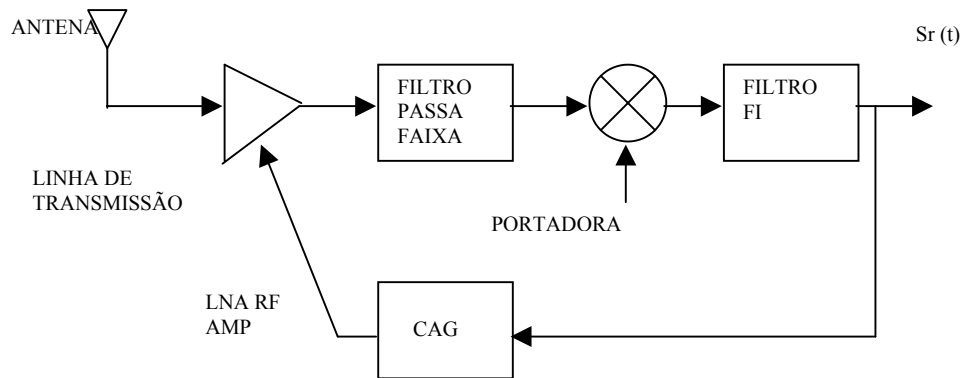 ANTENA
Sr (t)
FILTRO
PASSA
FAIXA
FILTRO
FI
LINHA DE
TRANSMISSÃO
PORTADORA
LNA RF
AMP
CAG